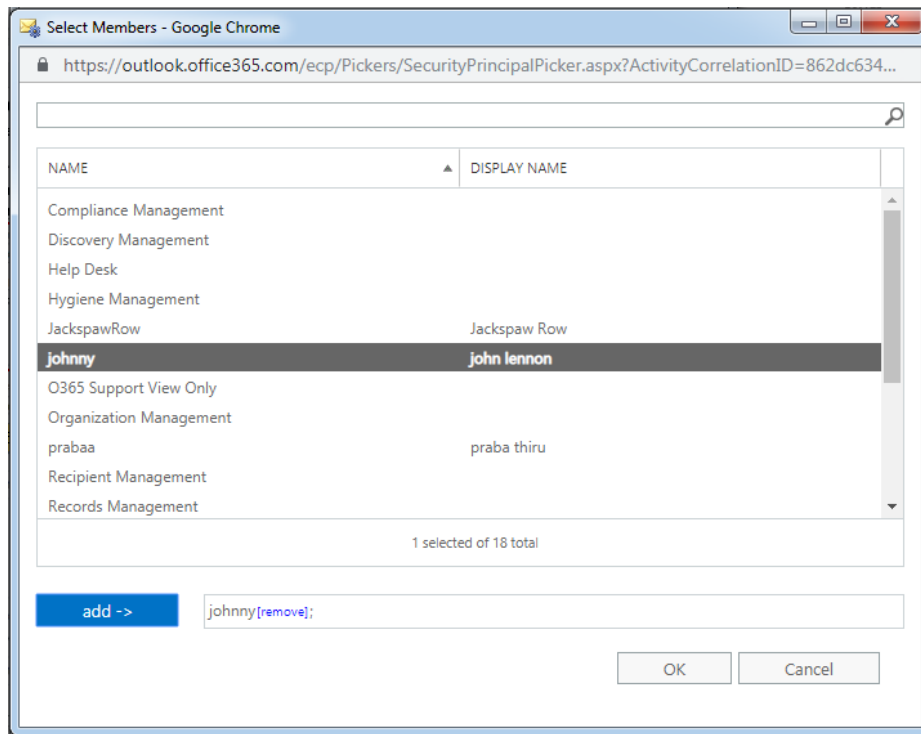 Select Members - Google Chrome
https://outlook.office365.com/ecp/Pickers/SecurityPrincipalPicker.aspx?ActivityCorrelationID=862dc634...
NAME DISPLAY NAME
Compliance Management
Discovery Management
Help Desk
Hygiene Management
JackspawRow Jackspaw Row
johnny john lennon
O365 Support View Only
Organization Management
prabaa praba thiru
Recipient Management
Records Management
1 selected of 18 total
add -> johnny[remove];
OK Cancel